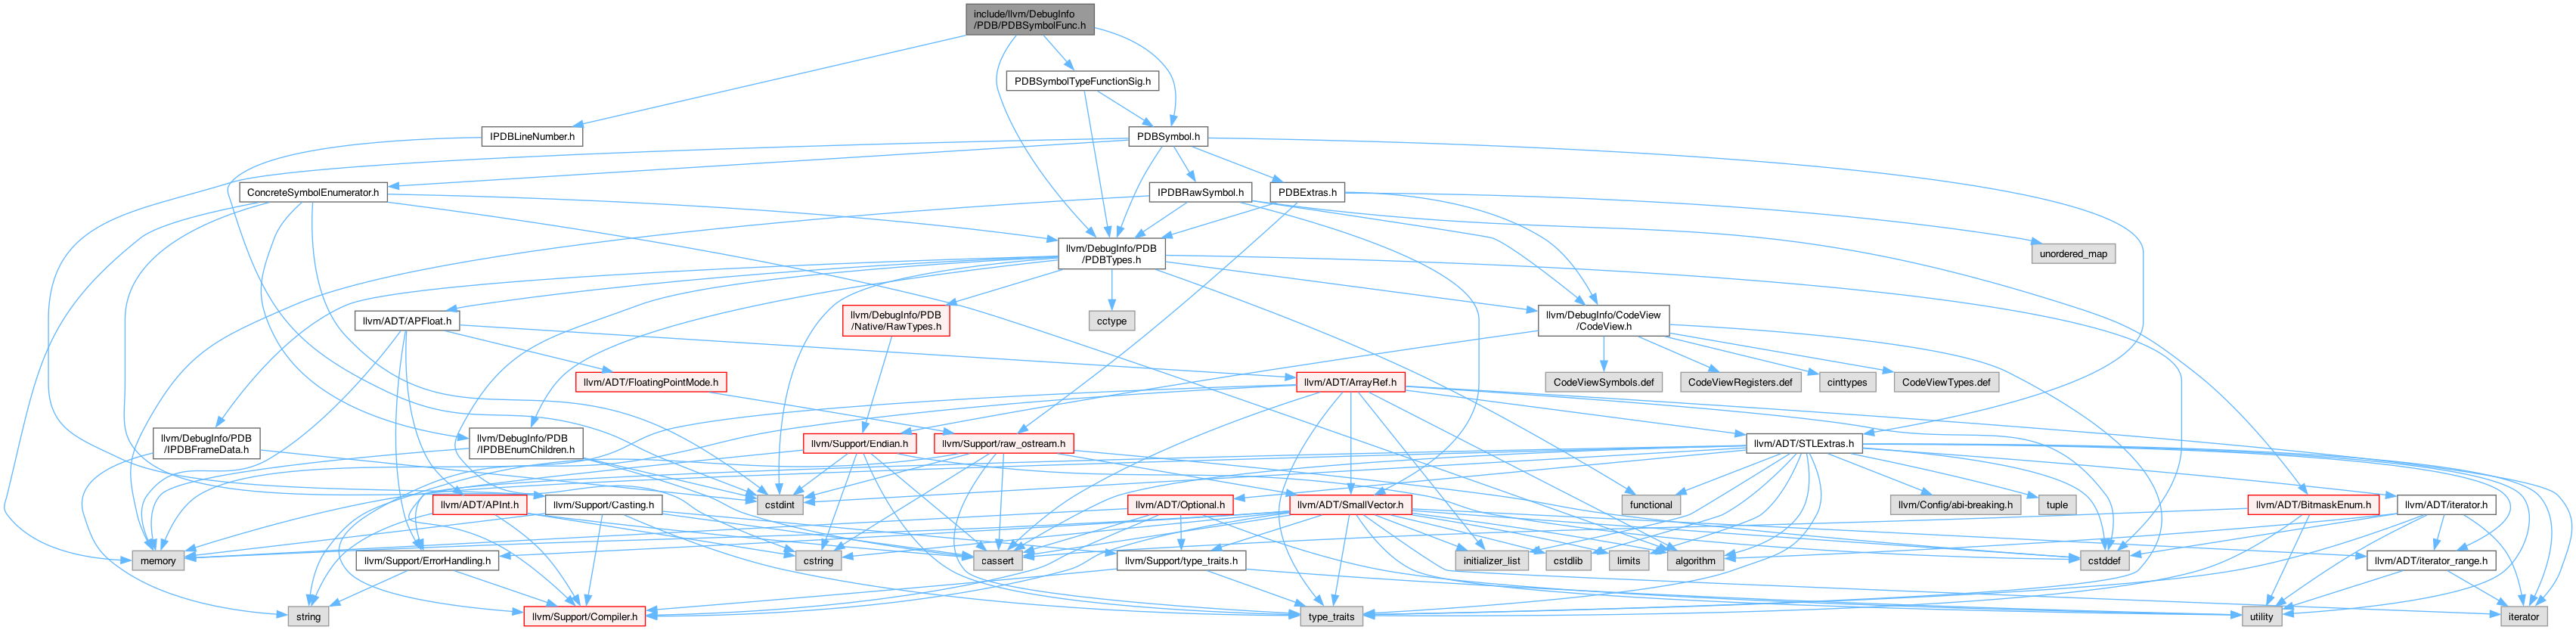 include/llvm/DebugInfo
/PDB/PDBSymbolFunc.h
PDBSymbolTypeFunctionSig.h
IPDBLineNumber.h
PDBSymbol.h
ConcreteSymbolEnumerator.h
IPDBRawSymbol.h
PDBExtras.h
llvm/DebugInfo/PDB
/PDBTypes.h
unordered_map
llvm/ADT/APFloat.h
llvm/DebugInfo/PDB
/Native/RawTypes.h
cctype
llvm/DebugInfo/CodeView
/CodeView.h
llvm/ADT/FloatingPointMode.h
llvm/ADT/ArrayRef.h
CodeViewSymbols.def
CodeViewRegisters.def
cinttypes
CodeViewTypes.def
llvm/DebugInfo/PDB
/IPDBFrameData.h
llvm/DebugInfo/PDB
/IPDBEnumChildren.h
llvm/Support/Endian.h
llvm/Support/raw_ostream.h
llvm/ADT/STLExtras.h
llvm/ADT/APInt.h
llvm/Support/Casting.h
cstdint
llvm/ADT/Optional.h
llvm/ADT/SmallVector.h
functional
llvm/Config/abi-breaking.h
tuple
llvm/ADT/BitmaskEnum.h
llvm/ADT/iterator.h
memory
llvm/Support/ErrorHandling.h
cstring
cassert
llvm/Support/type_traits.h
initializer_list
cstdlib
limits
algorithm
cstddef
llvm/ADT/iterator_range.h
string
llvm/Support/Compiler.h
type_traits
utility
iterator